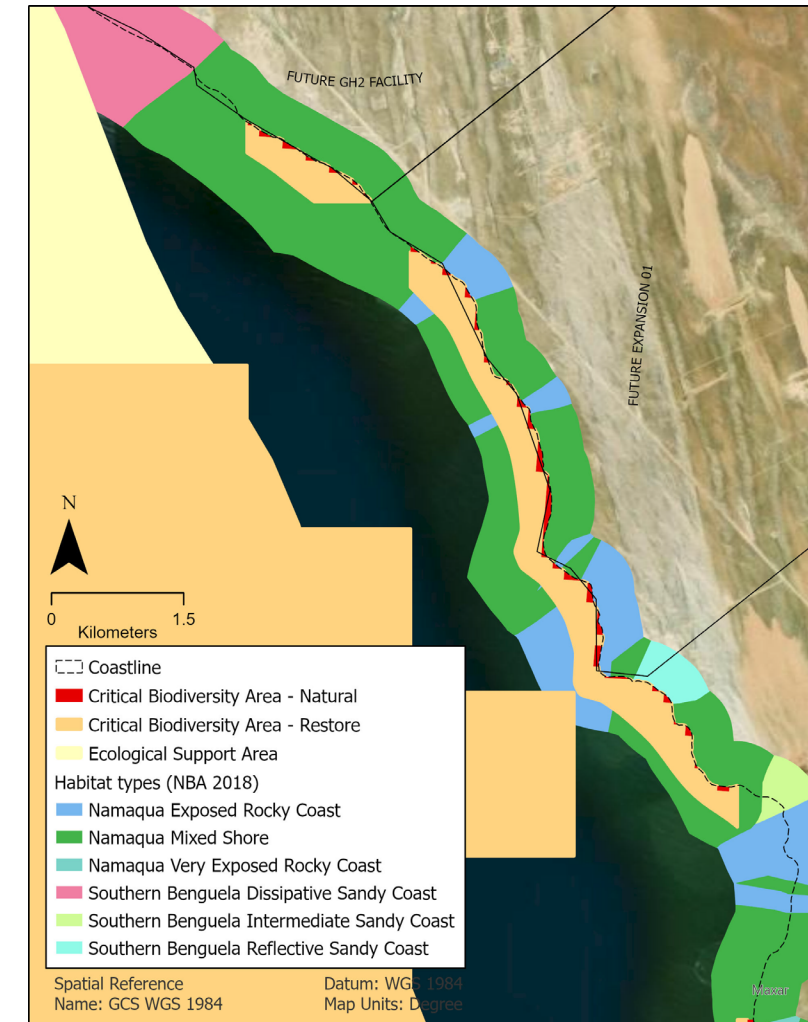 FUTURE GH2 FACILITY
FUTURE EXPANSION 01
N
0 1.5
Kilometers
Coastline
Critical Biodiversity Area - Natural
Critical Biodiversity Area - Restore
Ecological Support Area
Habitat types (NBA 2018)
Namaqua Exposed Rocky Coast
Namaqua Mixed Shore
Namaqua Very Exposed Rocky Coast
Southern Benguela Dissipative Sandy Coast
Southern Benguela Intermediate Sandy Coast
Southern Benguela Reflective Sandy Coast
Spatial Reference
Name: GCS WGS 1984
Datum: WGS 1984
Map Units: Degree
Maxar